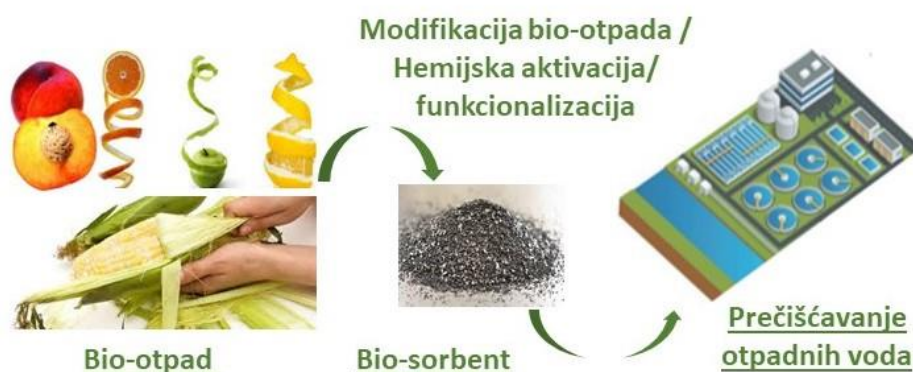 Modifikacija bio-otpada /
Hemijska aktivacija/
funkcionalizacija
Bio-otpad
Bio-sorbent
Prečišćavanje
otpadnih voda